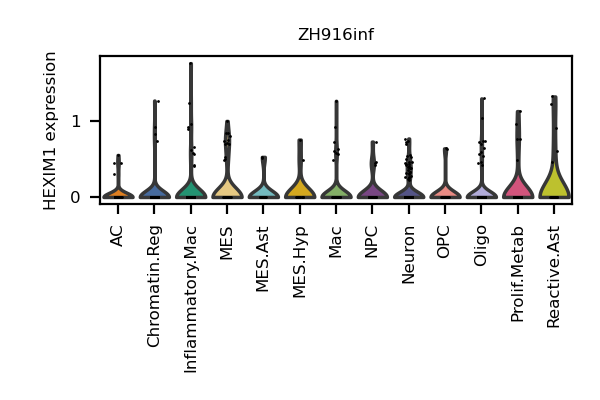 ZH916inf
HEXIM1 expression
1
0
AC
Chromatin.Reg
Inflammatory.Mac
MES
MES.Ast
MES.Hyp
Mac
NPC
Neuron
OPC
Oligo
Prolif.Metab
Reactive.Ast